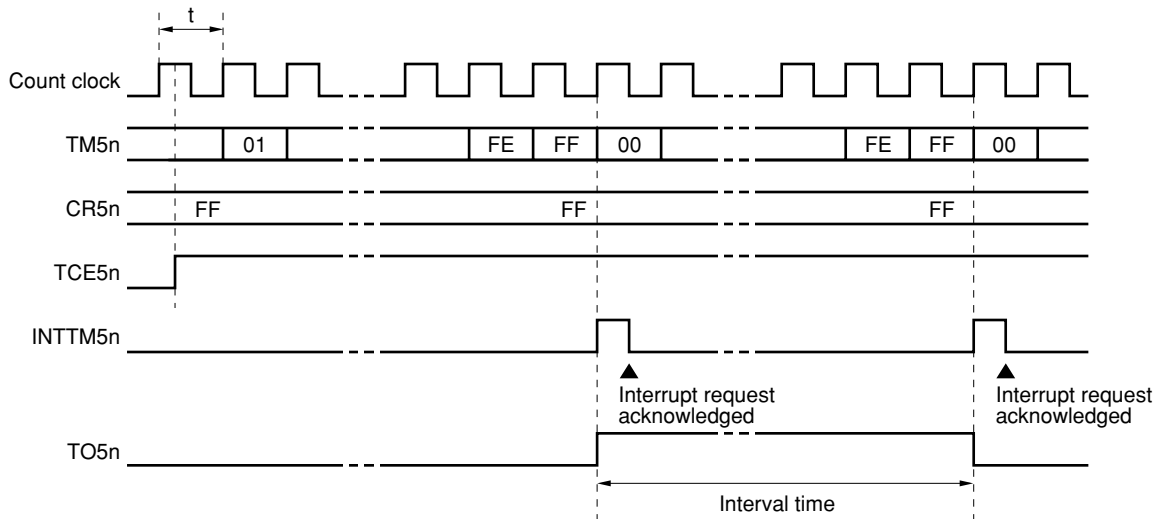 t
Count clock
TM5n 01 FE FF 00 FE FF 00
CR5n FF FF FF
TCE5n
INTTM5n
Interrupt request Interrupt request
acknowledged acknowledged
TO5n
Interval time